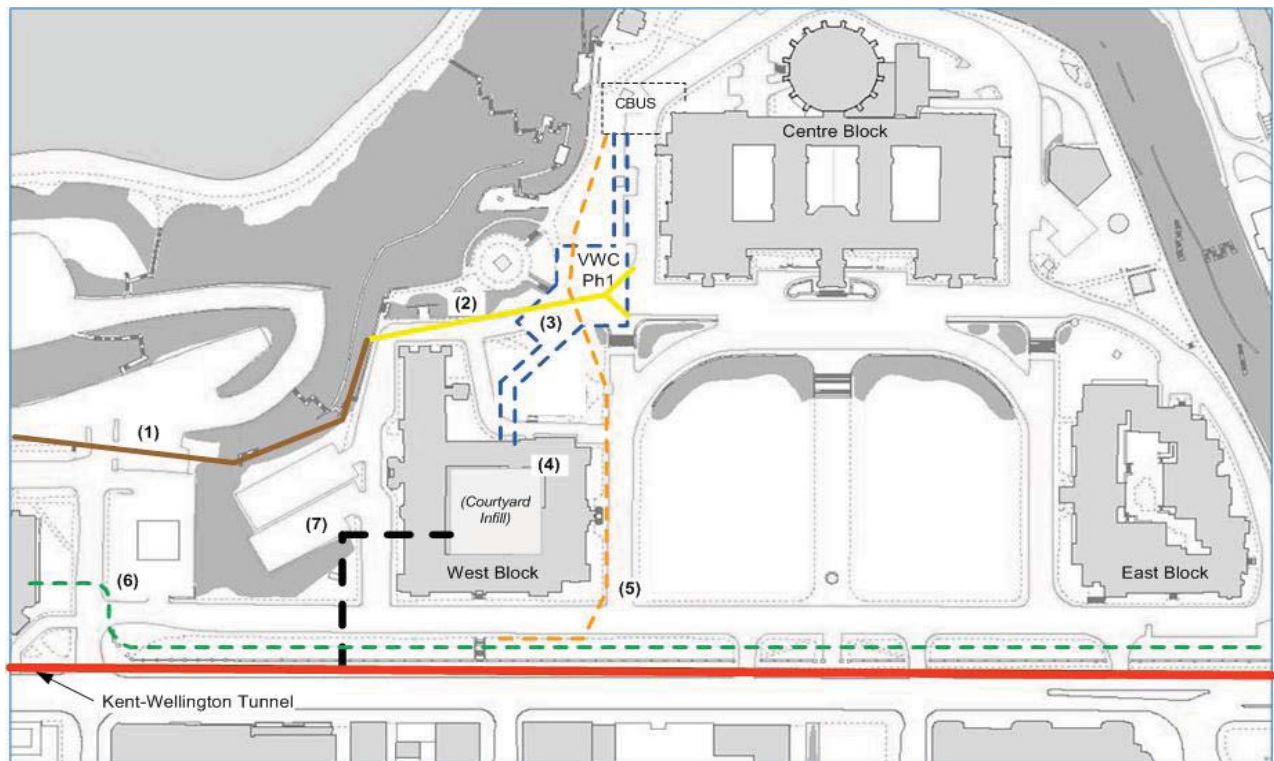 CBUS
Centre Block
VWC
Ph1
(2)
(3)
(1)
(4)
(Courtyard
Infill)
(7)
West Block
East Block
(6)
(5)
Kent-Wellington Tunnel